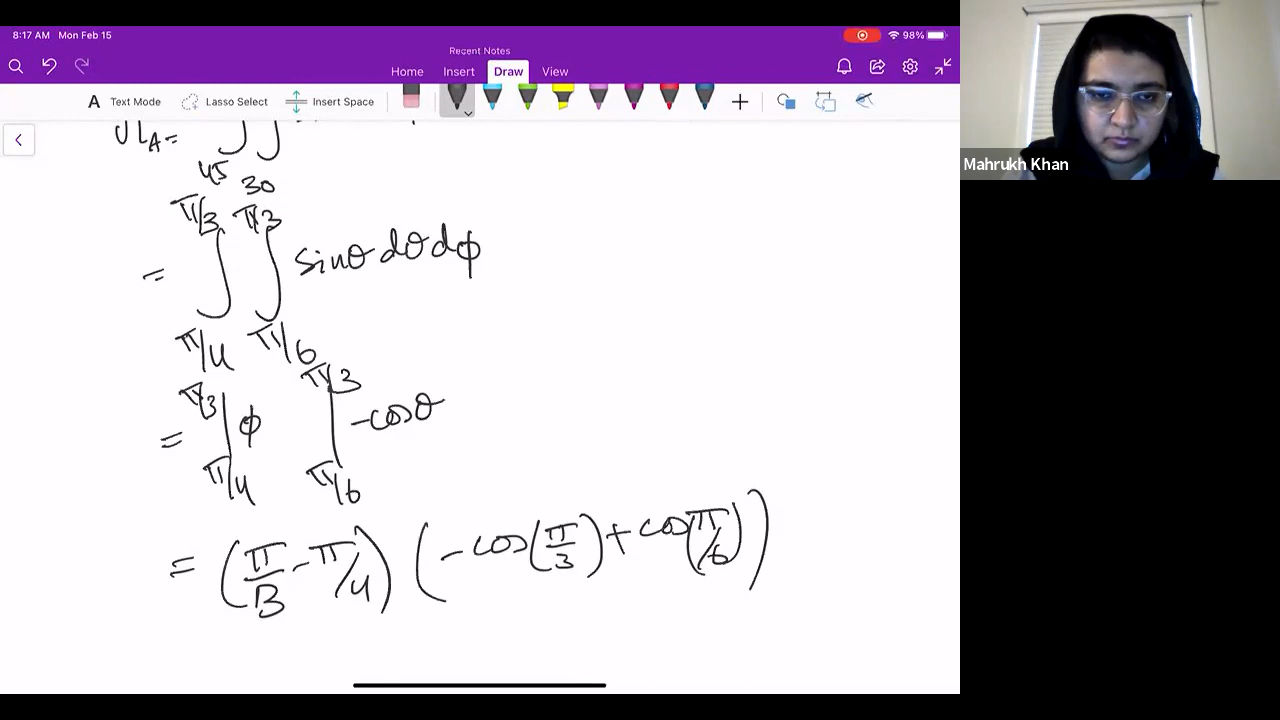 8:17 AM Mon Feb 15
98%
Recent Notes
Home Insert Draw View
A Text Mode Lasso Select Insert Space
Mahrukh Khan
Ω_A = ∫∫
45 30
= ∫_{π/4}^{π/3} ∫_{π/6}^{π/3} sinθ dθ dϕ
= |_{π/4}^{π/3} ϕ |_{π/6}^{π/3} -cosθ
= (π/3 - π/4) (-cos(π/3) + cos(π/6))